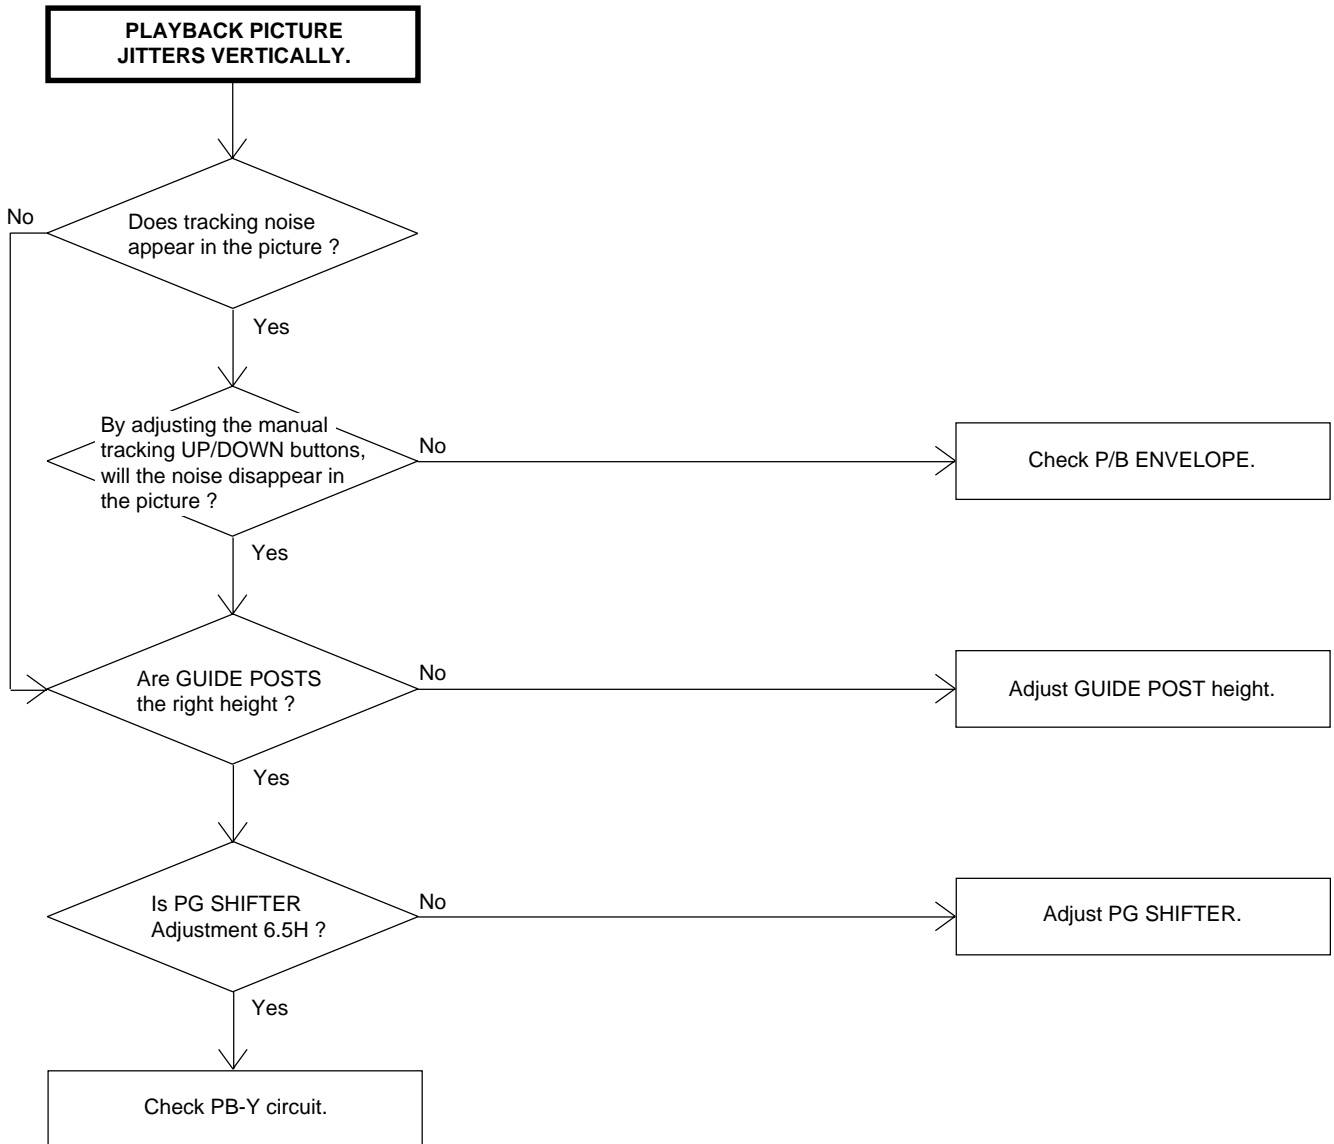 PLAYBACK PICTURE
JITTERS VERTICALLY.
No
Does tracking noise
appear in the picture ?
Yes
By adjusting the manual
tracking UP/DOWN buttons,
will the noise disappear in
the picture ?
No
Check P/B ENVELOPE.
Yes
Are GUIDE POSTS
the right height ?
No
Adjust GUIDE POST height.
Yes
Is PG SHIFTER
Adjustment 6.5H ?
No
Adjust PG SHIFTER.
Yes
Check PB-Y circuit.